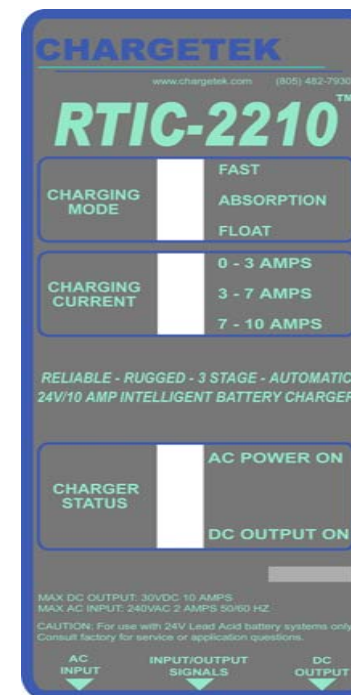 CHARGETEK
www.chargetek.com (805) 482-7930
RTIC-2210™
CHARGING
MODE
FAST
ABSORPTION
FLOAT
CHARGING
CURRENT
0 - 3 AMPS
3 - 7 AMPS
7 - 10 AMPS
RELIABLE - RUGGED - 3 STAGE - AUTOMATIC
24V/10 AMP INTELLIGENT BATTERY CHARGER
CHARGER
STATUS
AC POWER ON
DC OUTPUT ON
MAX DC OUTPUT: 30VDC 10 AMPS
MAX AC INPUT: 240VAC 2 AMPS 50/60 HZ
CAUTION: For use with 24V Lead Acid battery systems only.
Consult factory for service or application questions.
AC
INPUT
INPUT/OUTPUT
SIGNALS
DC
OUTPUT